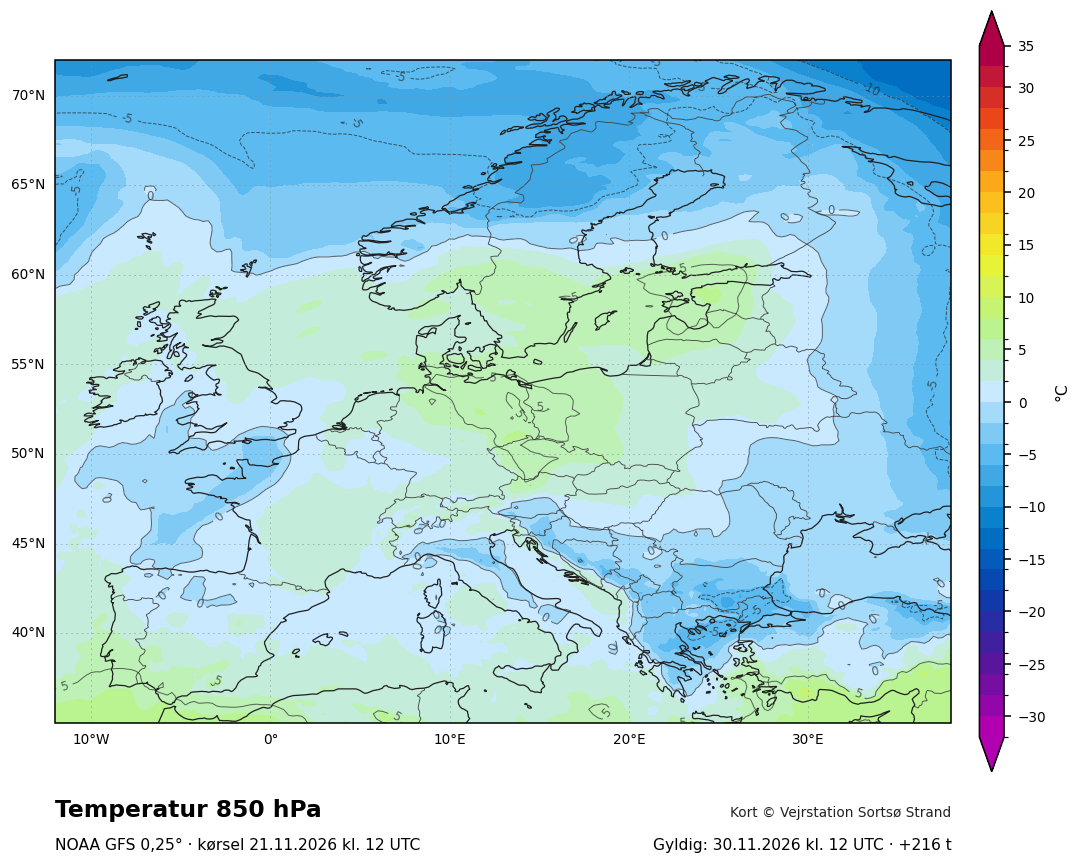 70°N
65°N
60°N
55°N
50°N
45°N
40°N
10°W 0° 10°E 20°E 30°E
35
30
25
20
15
10
5
0
−5
−10
−15
−20
−25
−30
°C
Temperatur 850 hPa
Kort © Vejrstation Sortsø Strand
NOAA GFS 0,25° · kørsel 21.11.2026 kl. 12 UTC
Gyldig: 30.11.2026 kl. 12 UTC · +216 t